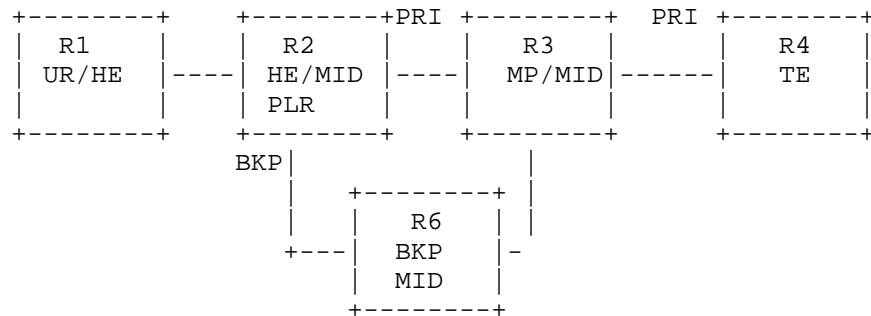 PRI PRI
R1 R2 R3 R4
UR/HE HE/MID MP/MID TE
PLR
BKP
R6
BKP
MID